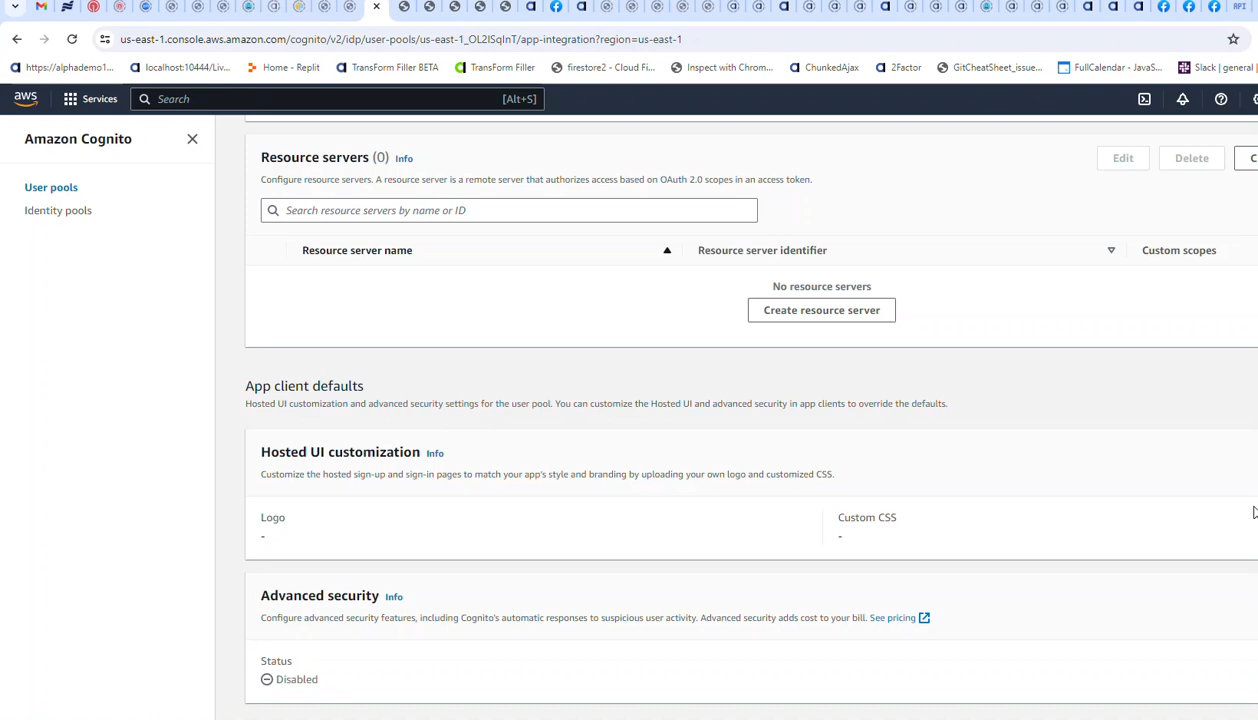 API
us-east-1.console.aws.amazon.com/cognito/v2/idp/user-pools/us-east-1_OL2ISqInT/app-integration?region=us-east-1
https://alphademo1... localhost:10444/Liv... Home - Replit TransForm Filler BETA TransForm Filler firestore2 - Cloud Fi... Inspect with Chrom... ChunkedAjax 2Factor GitCheatSheet_issue... FullCalendar - JavaS... Slack | general |
aws Services Search [Alt+S]
Amazon Cognito
User pools
Identity pools
Resource servers (0) Info
Edit Delete C
Configure resource servers. A resource server is a remote server that authorizes access based on OAuth 2.0 scopes in an access token.
Search resource servers by name or ID
Resource server name Resource server identifier Custom scopes
No resource servers
Create resource server
App client defaults
Hosted UI customization and advanced security settings for the user pool. You can customize the Hosted UI and advanced security in app clients to override the defaults.
Hosted UI customization Info
Customize the hosted sign-up and sign-in pages to match your app's style and branding by uploading your own logo and customized CSS.
Logo Custom CSS
- -
Advanced security Info
Configure advanced security features, including Cognito's automatic responses to suspicious user activity. Advanced security adds cost to your bill. See pricing
Status
Disabled